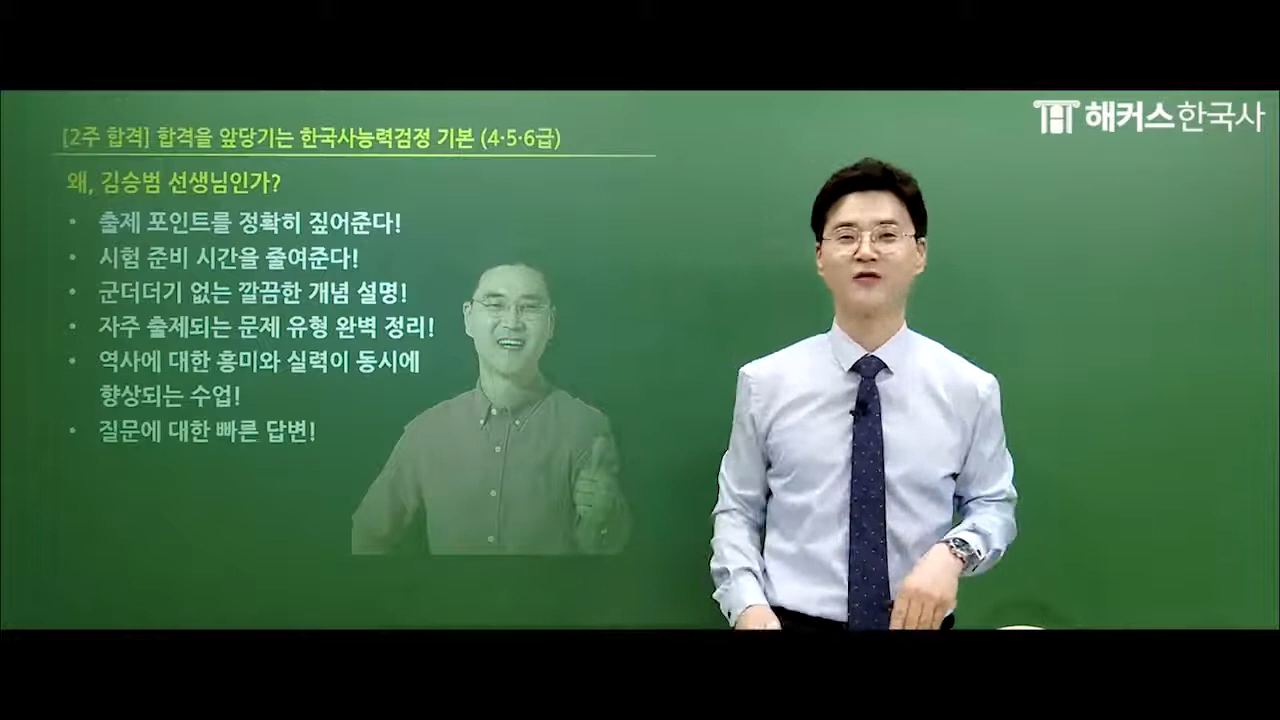 해커스한국사
[2주 합격] 합격을 앞당기는 한국사능력검정 기본 (4·5·6급)
왜, 김승범 선생님인가?
• 출제 포인트를 정확히 짚어준다!
• 시험 준비 시간을 줄여준다!
• 군더더기 없는 깔끔한 개념 설명!
• 자주 출제되는 문제 유형 완벽 정리!
• 역사에 대한 흥미와 실력이 동시에
향상되는 수업!
• 질문에 대한 빠른 답변!